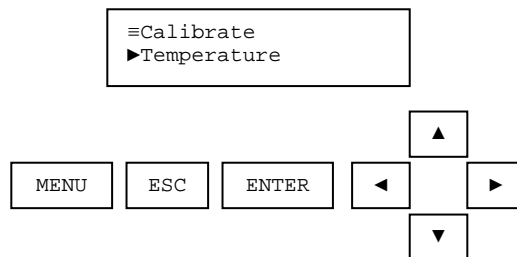 ≡Calibrate
►Temperature
▲
MENU ESC ENTER ◄ ►
▼